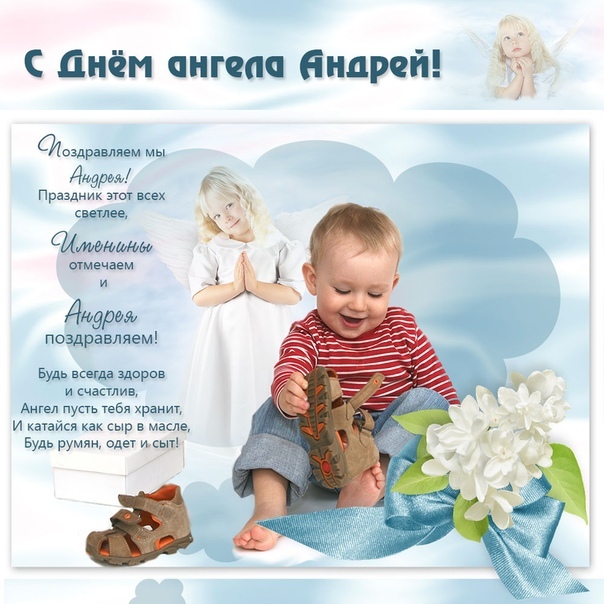 С Днём ангела Андрей!
Поздравляем мы
Андрея!
Праздник этот всех
светлее,
Именины
отмечаем
и
Андрея
поздравляем!
Будь всегда здоров
и счастлив,
Ангел пусть тебя хранит,
И катайся как сыр в масле,
Будь румян, одет и сыт!